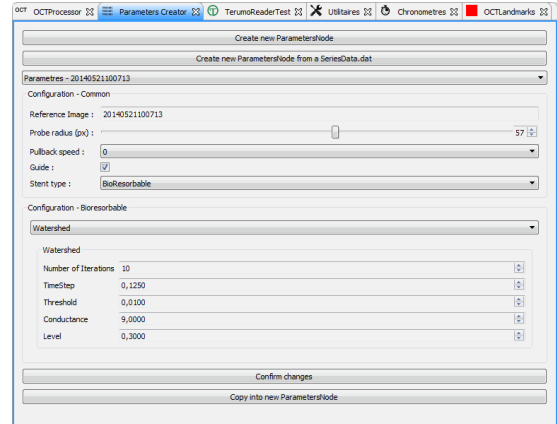 OCT OCTProcessor Parameters Creator TerumoReaderTest Utilitaires Chronometres OCTLandmarks
Create new ParametersNode
Create new ParametersNode from a SeriesData.dat
Parametres - 20140521100713
Configuration - Common
Reference Image : 20140521100713
Probe radius (px) : 57
Pullback speed : 0
Guide :
Stent type : BioResorbable
Configuration - Bioresorbable
Watershed
Watershed
Number of Iterations 10
TimeStep 0,1250
Threshold 0,0100
Conductance 9,0000
Level 0,3000
Confirm changes
Copy into new ParametersNode